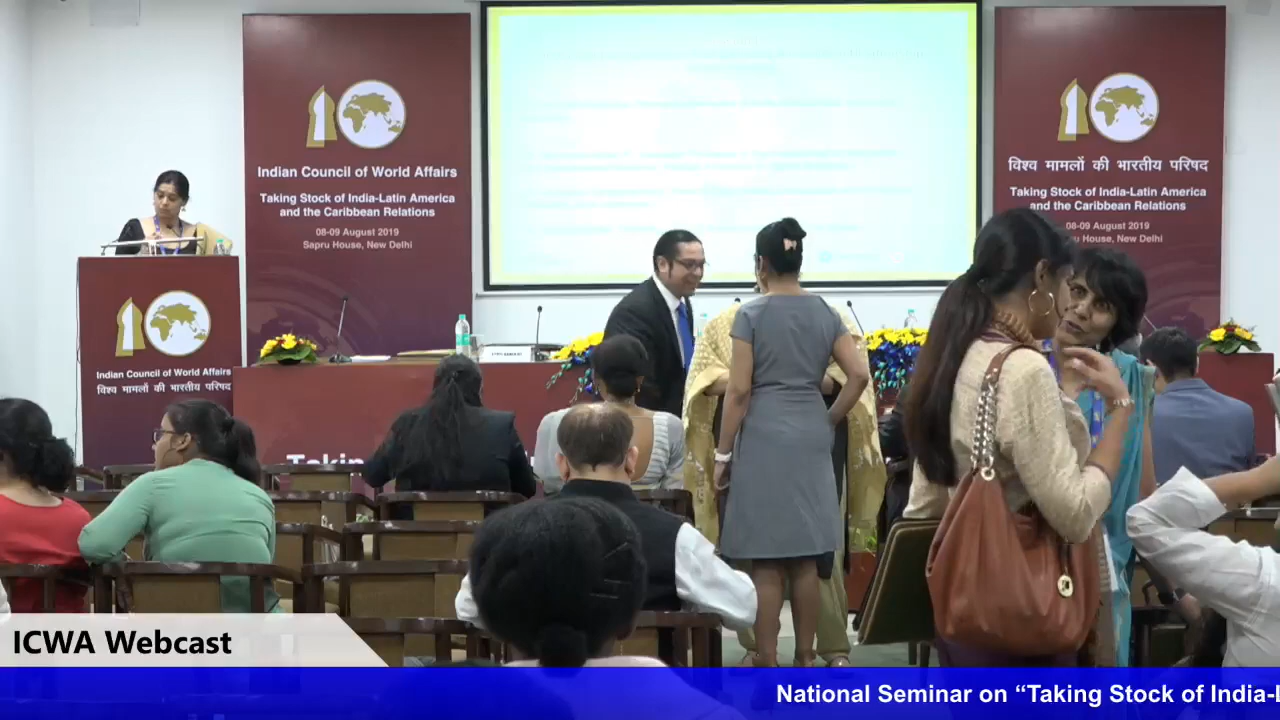 Indian Council of World Affairs
Taking Stock of India-Latin America
and the Caribbean Relations
08-09 August 2019
Sapru House, New Delhi
विश्व मामलों की भारतीय परिषद
Taking Stock of India-Latin America
and the Caribbean Relations
08-09 August 2019
House, New Delhi
Indian Council of World Affairs
विश्व मामलों की भारतीय परिषद
ICWA Webcast
National Seminar on “Taking Stock of India-